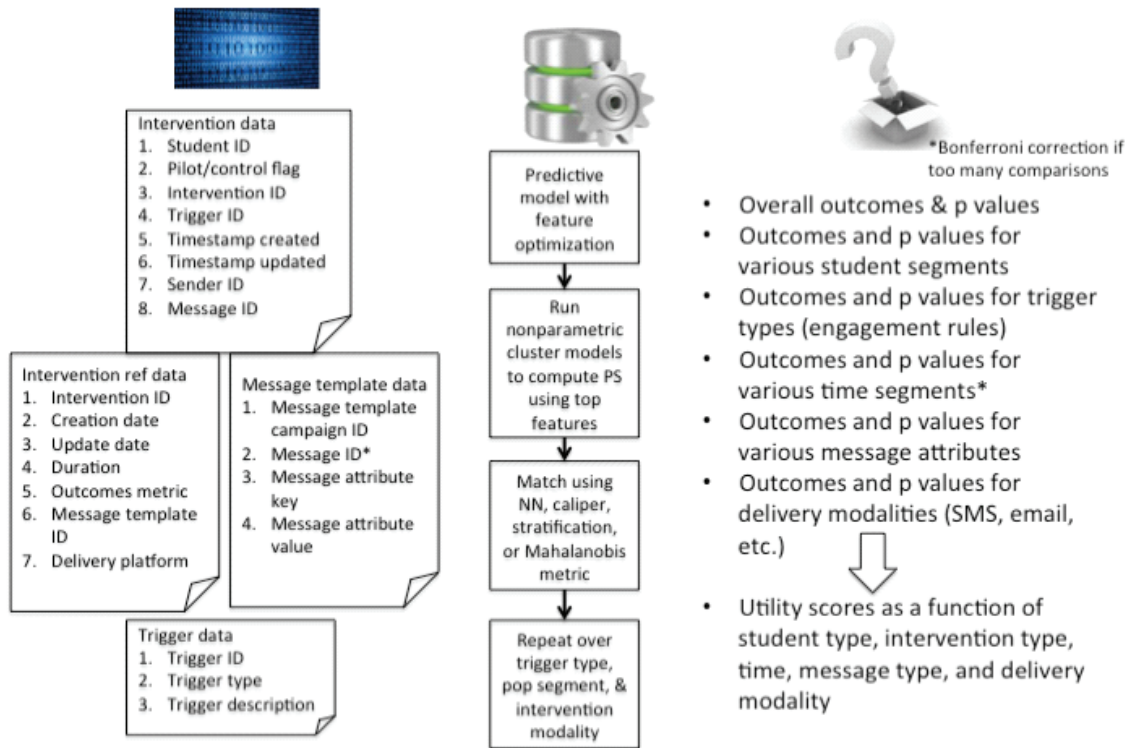 Intervention data
1. Student ID
2. Pilot/control flag
3. Intervention ID
4. Trigger ID
5. Timestamp created
6. Timestamp updated
7. Sender ID
8. Message ID
Intervention ref data
1. Intervention ID
2. Creation date
3. Update date
4. Duration
5. Outcomes metric
6. Message template
ID
7. Delivery platform
Message template data
1. Message template
campaign ID
2. Message ID*
3. Message attribute
key
4. Message attribute
value
Trigger data
1. Trigger ID
2. Trigger type
3. Trigger description
Predictive
model with
feature
optimization
Run
nonparametric
cluster models
to compute PS
using top
features
Match using
NN, caliper,
stratification,
or Mahalanobis
metric
Repeat over
trigger type,
pop segment, &
intervention
modality
*Bonferroni correction if
too many comparisons
• Overall outcomes & p values
• Outcomes and p values for
various student segments
• Outcomes and p values for trigger
types (engagement rules)
• Outcomes and p values for
various time segments*
• Outcomes and p values for
various message attributes
• Outcomes and p values for
delivery modalities (SMS, email,
etc.)
• Utility scores as a function of
student type, intervention type,
time, message type, and delivery
modality